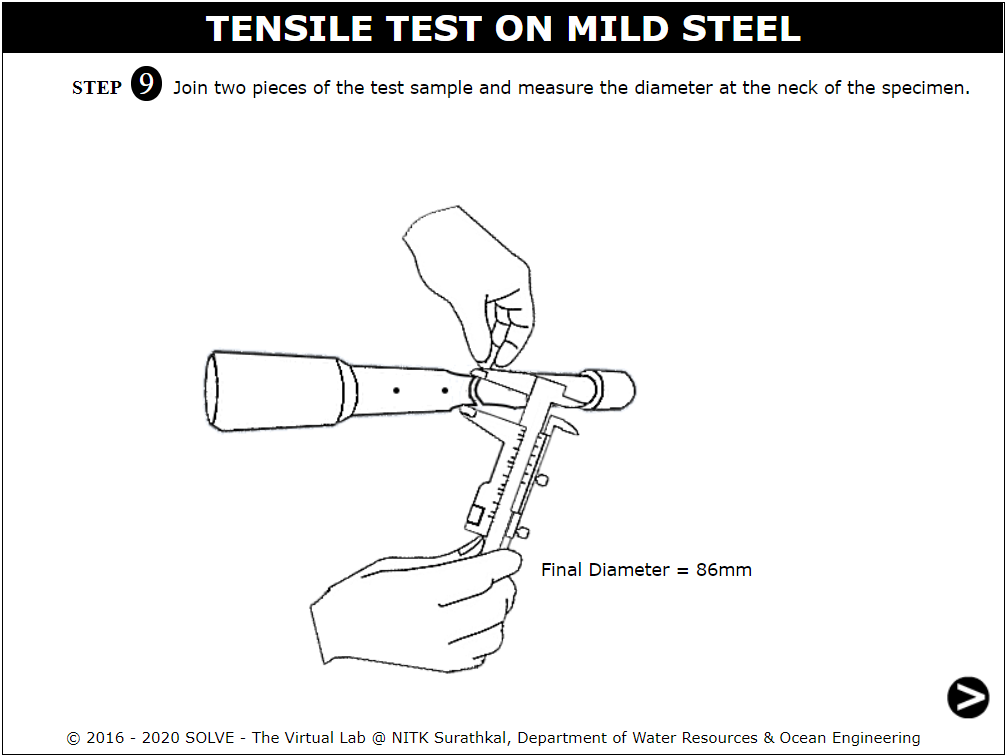 TENSILE TEST ON MILD STEEL
STEP 9 Join two pieces of the test sample and measure the diameter at the neck of the specimen.
Final Diameter = 86mm
© 2016 - 2020 SOLVE - The Virtual Lab @ NITK Surathkal, Department of Water Resources & Ocean Engineering